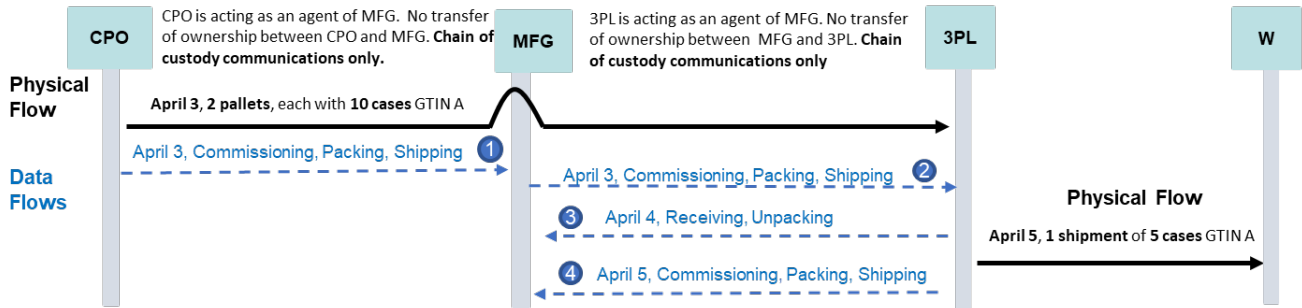 CPO
CPO is acting as an agent of MFG.  No transfer
of ownership between CPO and MFG. Chain of
custody communications only.
MFG
3PL is acting as an agent of MFG. No transfer
of ownership between  MFG and 3PL. Chain
of custody communications only
3PL
W
Physical
Flow
April 3, 2 pallets, each with 10 cases GTIN A
April 3, Commissioning, Packing, Shipping
1
Data
Flows
April 3, Commissioning, Packing, Shipping
2
3
April 4, Receiving, Unpacking
4
April 5, Commissioning, Packing, Shipping
Physical Flow
April 5, 1 shipment of 5 cases GTIN A